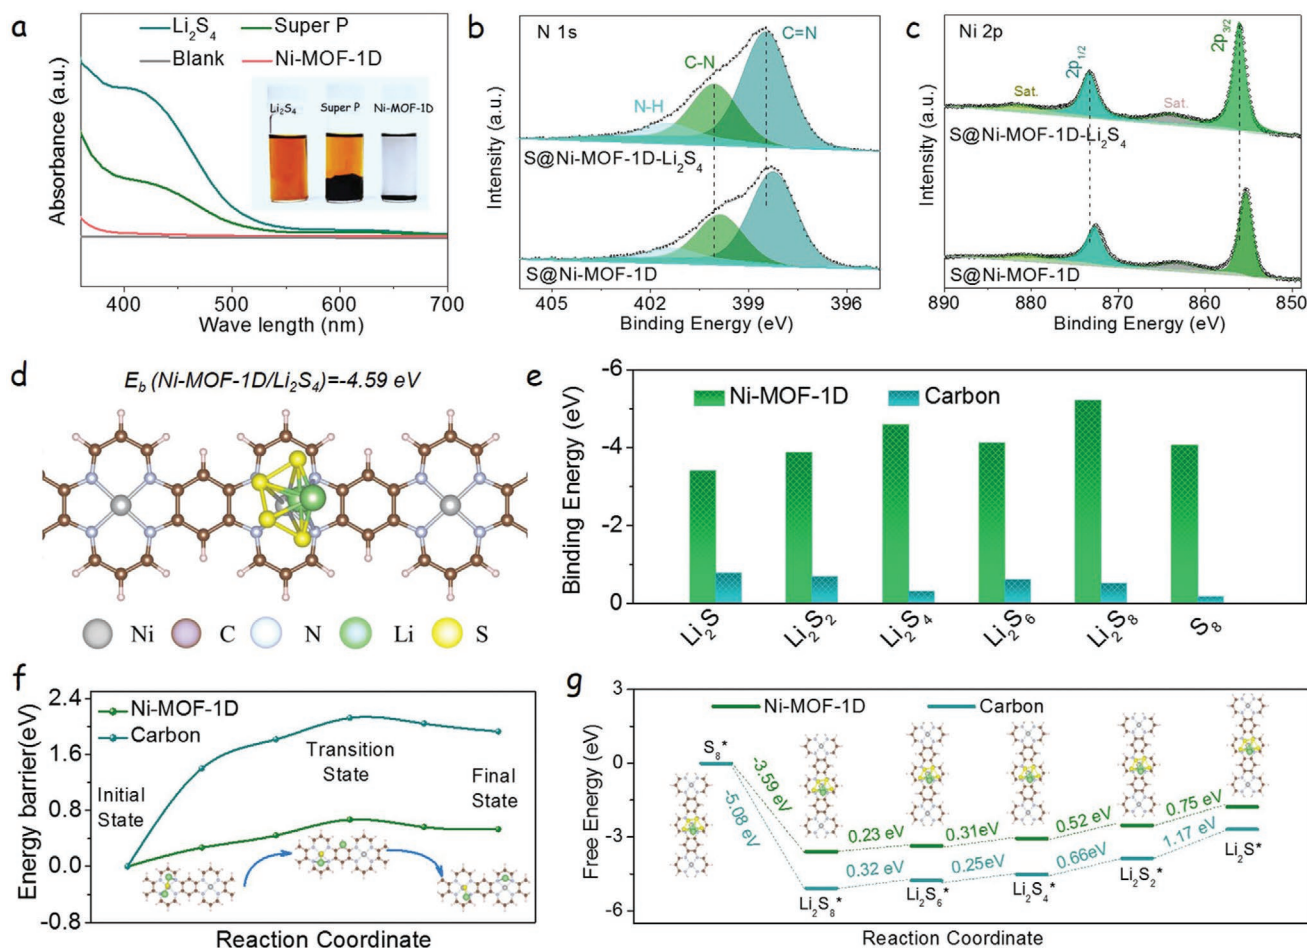 a
Li₂S₄ Super P
Blank Ni-MOF-1D
Li₂S₄ Super P Ni-MOF-1D
Absorbance (a.u.)
400 500 600 700
Wave length (nm)
b
N 1s
C=N
C-N
N-H
S@Ni-MOF-1D-Li₂S₄
S@Ni-MOF-1D
Intensity (a.u.)
405 402 399 396
Binding Energy (eV)
c
Ni 2p
2p₁/₂
2p₃/₂
Sat.
Sat.
S@Ni-MOF-1D-Li₂S₄
S@Ni-MOF-1D
Intensity (a.u.)
890 880 870 860 850
Binding Energy (eV)
d
E_b (Ni-MOF-1D/Li₂S₄)=-4.59 eV
Ni C N Li S
e
Ni-MOF-1D Carbon
Binding Energy (eV)
-6
-4
-2
0
Li₂S Li₂S₂ Li₂S₄ Li₂S₆ Li₂S₈ S₈
f
Ni-MOF-1D
Carbon
Energy barrier(eV)
2.4
1.6
0.8
0.0
-0.8
Initial
State
Transition
State
Final
State
Reaction Coordinate
g
Ni-MOF-1D Carbon
Free Energy (eV)
3
0
-3
-6
S₈*
-3.59 eV
-5.08 eV
0.23 eV 0.31eV 0.52 eV 0.75 eV
0.32 eV 0.25eV 0.66eV 1.17 eV
Li₂S₈* Li₂S₆* Li₂S₄* Li₂S₂* Li₂S*
Reaction Coordinate